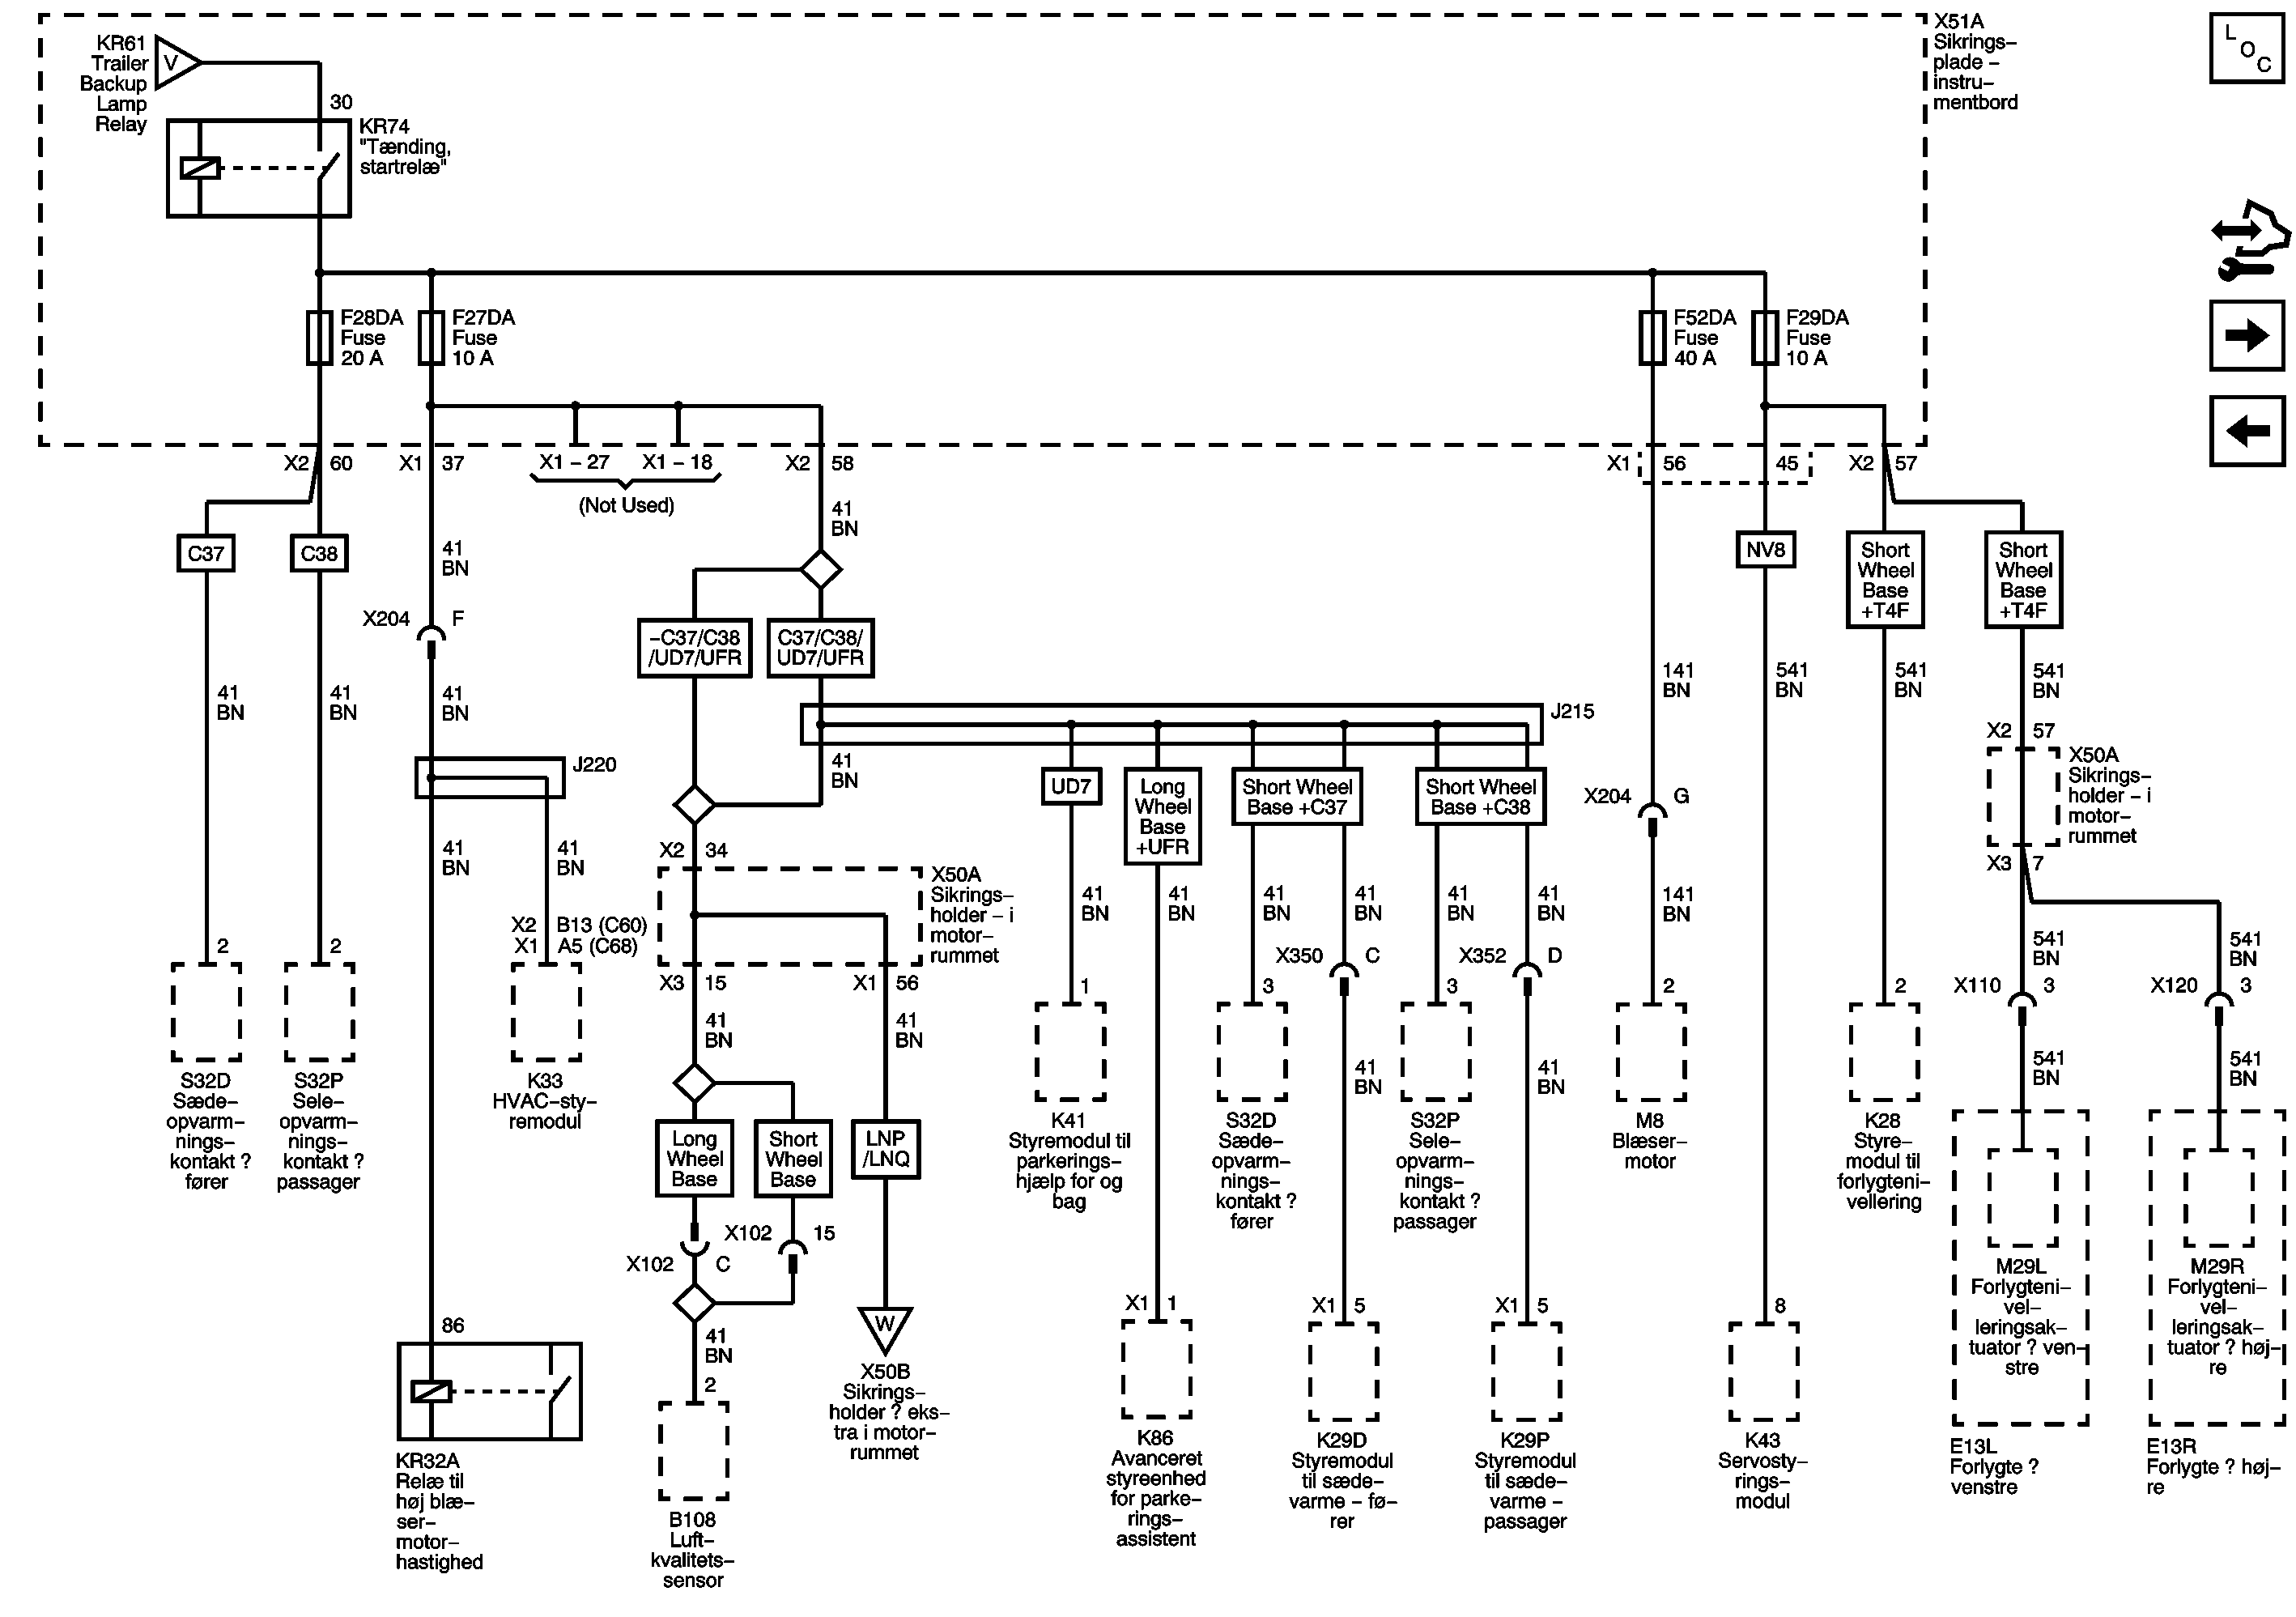 KR61
Trailer
Backup
Lamp
Relay
V
30
KR74
"Tænding,
startrelæ"
X51A
Sikrings–
plade –
instru–
mentbord
L
O
C
F28DA
Fuse
20 A
F27DA
Fuse
10 A
F52DA
Fuse
40 A
F29DA
Fuse
10 A
X2 60
X1 37
X1 – 27
X1 – 18
(Not Used)
X2 58
X1 56
45
X2 57
C37
C38
41
BN
41
BN
NV8
Short
Wheel
Base
+T4F
Short
Wheel
Base
+T4F
X204 F
–C37/C38
/UD7/UFR
C37/C38/
UD7/UFR
41
BN
41
BN
41
BN
141
BN
541
BN
541
BN
541
BN
J215
J220
41
BN
X2 57
X50A
Sikrings–
holder – i
motor–
rummet
X3 7
UD7
Long
Wheel
Base
+UFR
Short Wheel
Base +C37
Short Wheel
Base +C38
X204 G
41
BN
41
BN
X2 34
X50A
Sikrings–
holder – i
motor–
rummet
41
BN
41
BN
41
BN
41
BN
41
BN
41
BN
141
BN
X2 B13 (C60)
X1 A5 (C68)
2
2
X350 C
X352 D
541
BN
541
BN
X3 15
X1 56
1
3
3
2
2
X110 3
X120 3
41
BN
41
BN
41
BN
41
BN
541
BN
541
BN
S32D
Sæde–
opvarm–
nings–
kontakt ?
fører
S32P
Sele–
opvarm–
nings–
kontakt ?
passager
K33
HVAC–sty–
remodul
Long
Wheel
Base
Short
Wheel
Base
LNP
/LNQ
K41
Styremodul til
parkerings–
hjælp for og
bag
S32D
Sæde–
opvarm–
nings–
kontakt ?
fører
S32P
Sele–
opvarm–
nings–
kontakt ?
passager
M8
Blæser–
motor
K28
Styre–
modul til
forlygteni–
vellering
X102 15
X102 C
M29L
Forlygteni–
vel–
leringsak–
tuator ? ven–
stre
M29R
Forlygteni–
vel–
leringsak–
tuator ? høj–
re
86
41
BN
2
W
X50B
Sikrings–
holder ? eks–
tra i motor–
rummet
X1 1
X1 5
X1 5
8
KR32A
Relæ til
høj blæ–
ser–
motor–
hastighed
B108
Luft–
kvalitets–
sensor
K86
Avanceret
styreenhed
for parke–
rings–
assistent
K29D
Styremodul
til sæde–
varme – fø–
rer
K29P
Styremodul
til sæde–
varme –
passager
K43
Servosty–
rings–
modul
E13L
Forlygte ?
venstre
E13R
Forlygte ? høj–
re